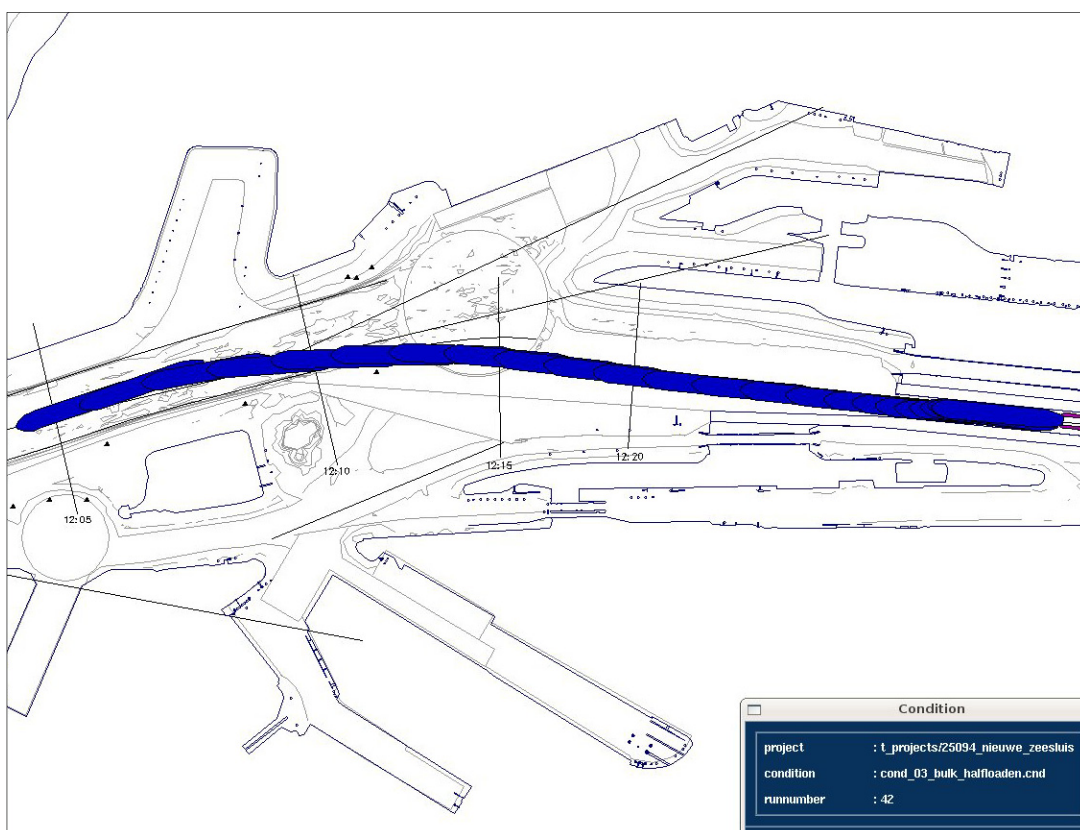 12:05
12:10
12:15
12:20
Condition
project : t_projects/25094_nieuwe_zeesluis
condition : cond_03_bulk_halfloaden.cnd
runnumber : 42